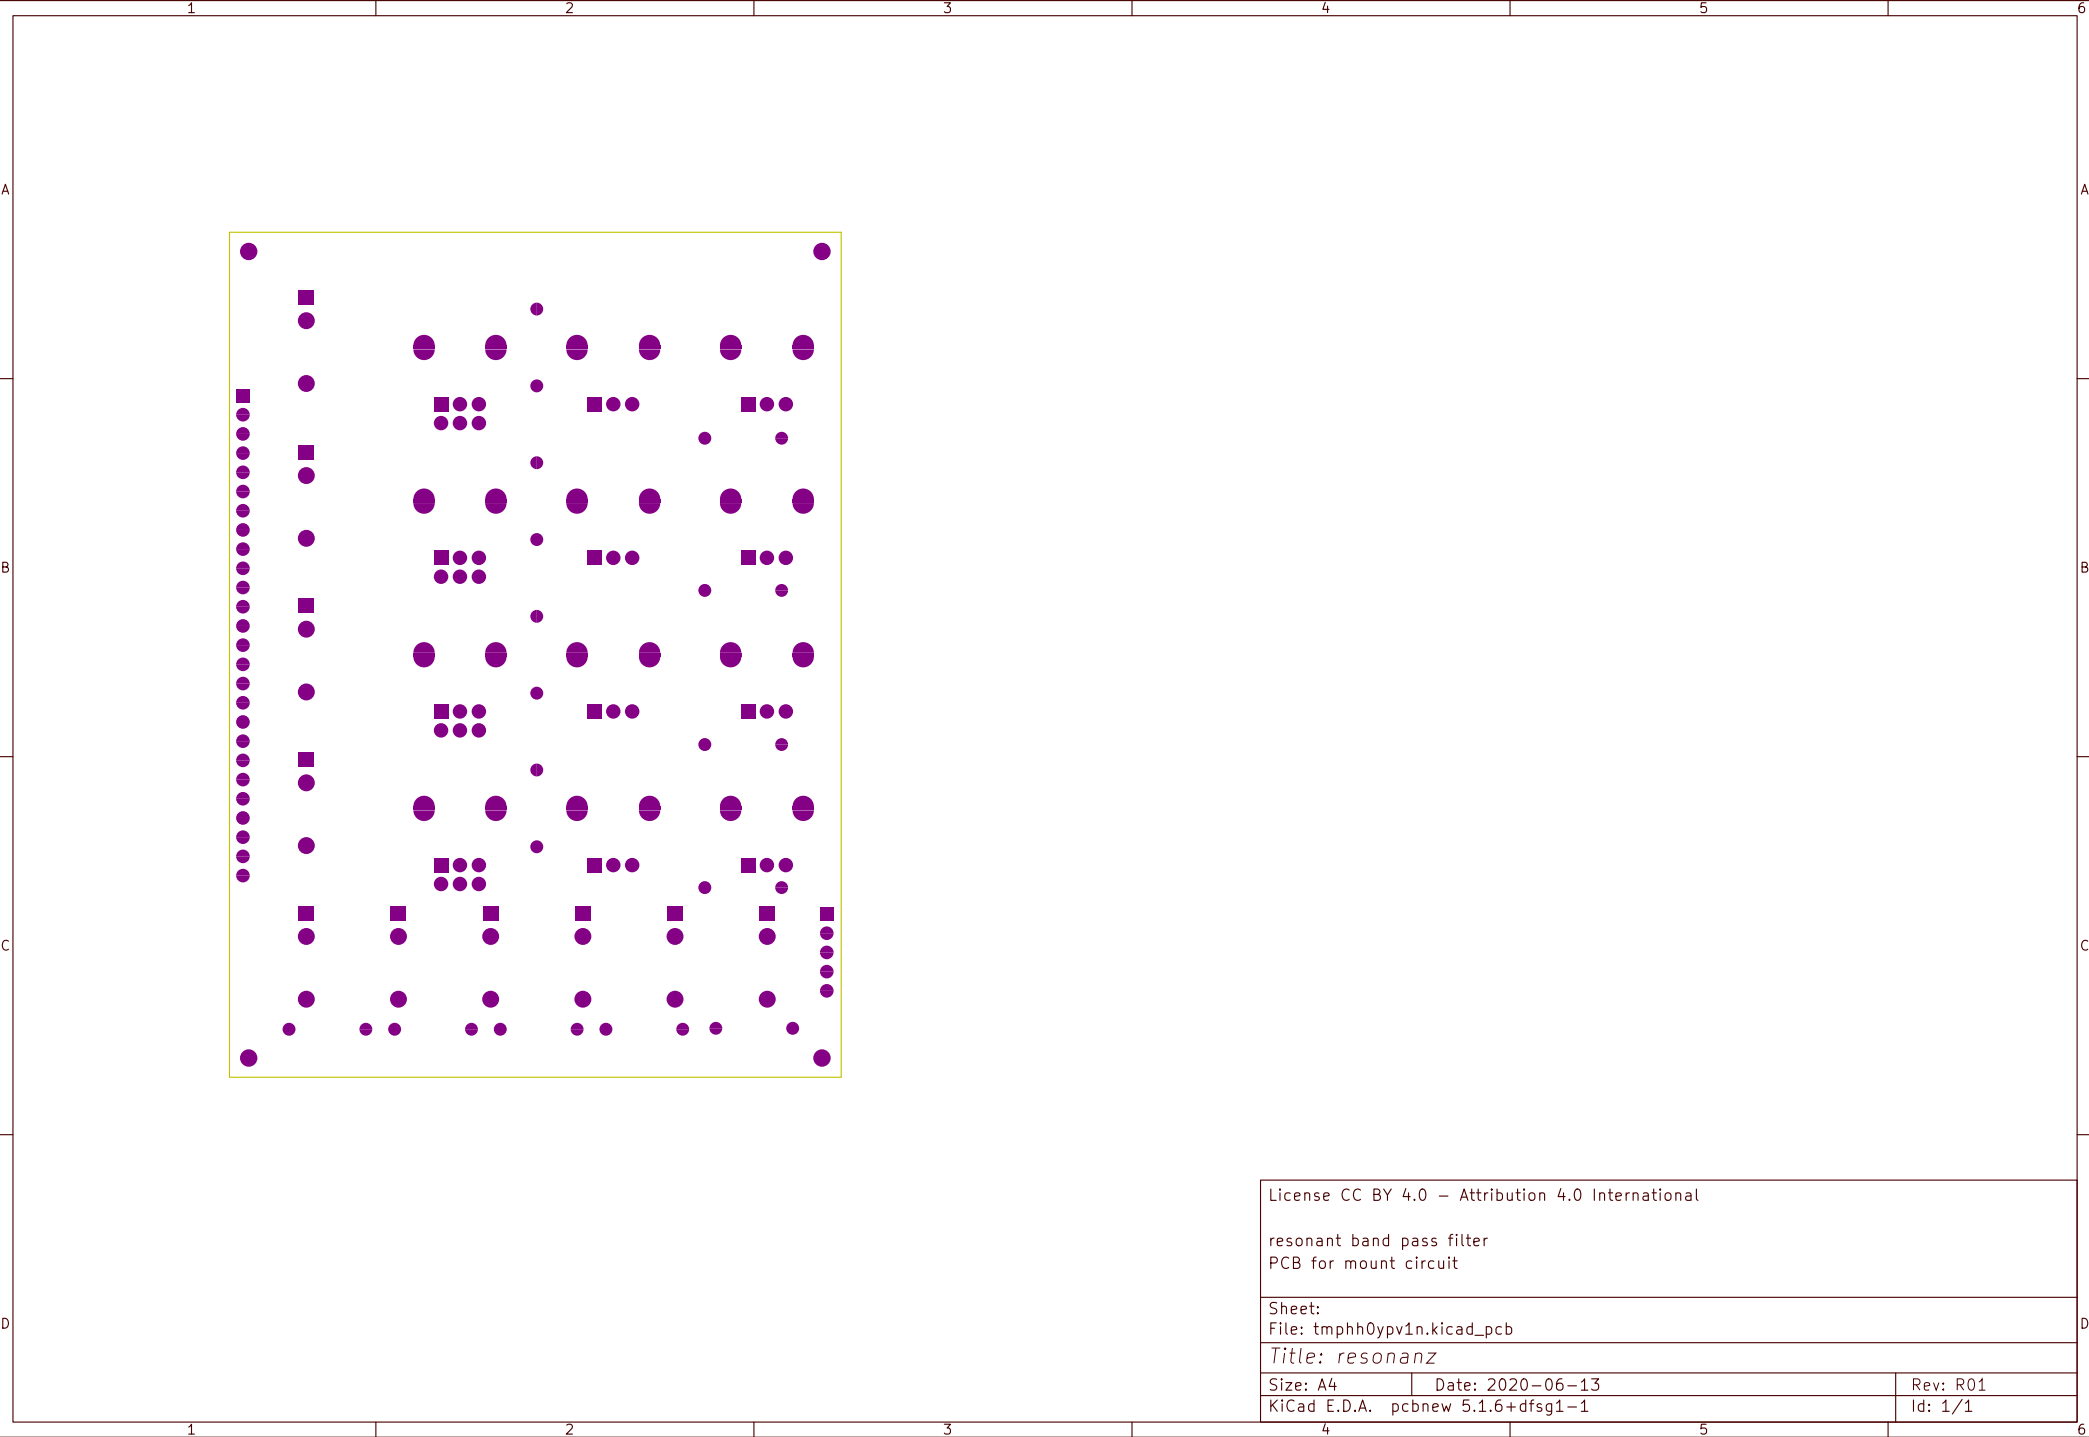 1 2 3 4 5 6
A A
B B
C C
License CC BY 4.0 - Attribution 4.0 International
resonant band pass filter
PCB for mount circuit
Sheet:
D D
File: tmphh0ypv1n.kicad_pcb
Title: resonanz
Size: A4 Date: 2020-06-13 Rev: R01
KiCad E.D.A. pcbnew 5.1.6+dfsg1-1 Id: 1/1
1 2 3 4 5 6